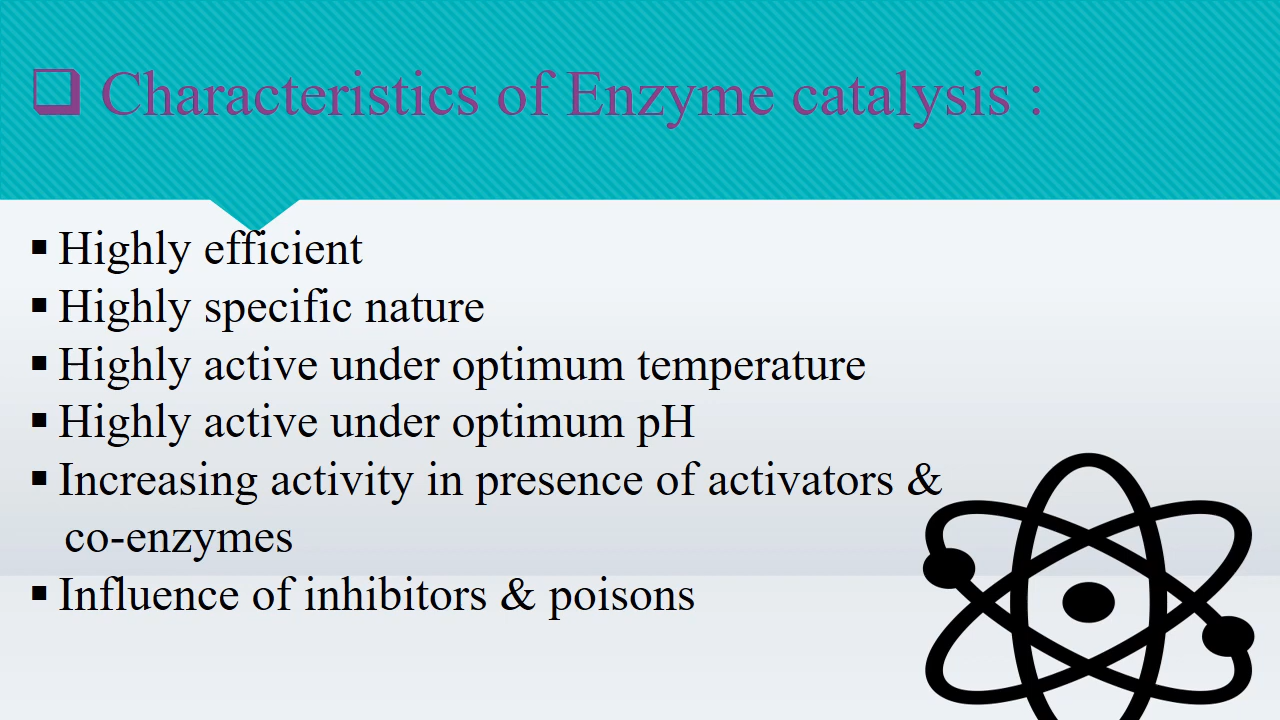 ❑ Characteristics of Enzyme catalysis :
▪ Highly efficient
▪ Highly specific nature
▪ Highly active under optimum temperature
▪ Highly active under optimum pH
▪ Increasing activity in presence of activators &
co-enzymes
▪ Influence of inhibitors & poisons